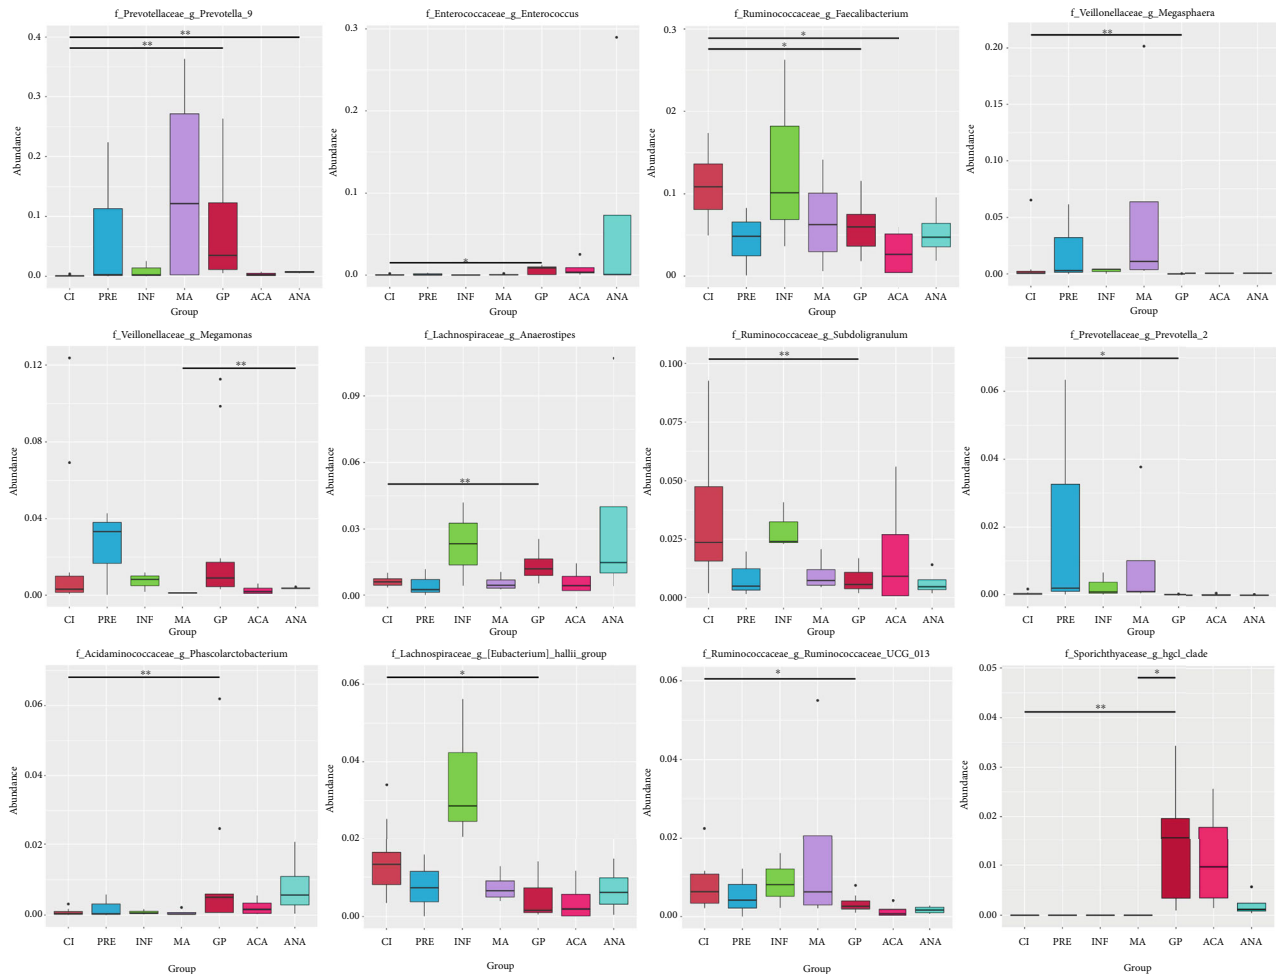 f_Prevotellaceae_g_Prevotella_9
Abundance
0.4
0.3
0.2
0.1
0.0
**
**
CI PRE INF MA GP ACA ANA
Group
f_Enterococcaceae_g_Enterococcus
Abundance
0.3
0.2
0.1
0.0
*
CI PRE INF MA GP ACA ANA
Group
f_Ruminococcaceae_g_Faecalibacterium
Abundance
0.3
02
0.1
00
*
*
CI PRE INF MA GP ACA ANA
Group
f_Veillonellaceae_g_Megasphaera
Abundance
0.20
0.15
0.10
0.05
0.00
**
CI PRE INF MA GP ACA ANA
Group
f_Veillonellaceae_g_Megamonas
Abundance
0.12
0.08
0.04
0.00
**
CI PRE INF MA GP ACA ANA
Group
f_Lachnospiraceae_g_Anaerostipes
Abundance
0.09
0.06
0.03
0.00
**
CI PRE INF MA GP ACA ANA
Group
f_Ruminococcaceae_g_Subdoligranulum
Abundance
0.100
0.075
0.050
0.025
0.000
**
CI PRE INF MA GP ACA ANA
Group
f_Prevotellaceae_g_Prevotella_2
Abundance
0.06
0.04
0.02
0.00
*
CI PRE INF MA GP ACA ANA
Group
f_Acidaminococcaceae_g_Phascolarctobacterium
Abundance
0.06
0.04
0.02
0.00
**
CI PRE INF MA GP ACA ANA
Group
f_Lachnospiraceae_g_[Eubacterium]_hallii_group
Abundance
0.06
0.04
0.02
0.00
*
CI PRE INF MA GP ACA ANA
Group
f_Ruminococcaceae_g_Ruminococcaceae_UCG_013
Abundance
0.06
0.04
0.02
0.00
*
CI PRE INF MA GP ACA ANA
Group
f_Sporichthyacease_g_hgcl_clade
Abundance
0.05
0.04
0.03
0.02
0.01
0.00
*
**
CI PRE INF MA GP ACA ANA
Group